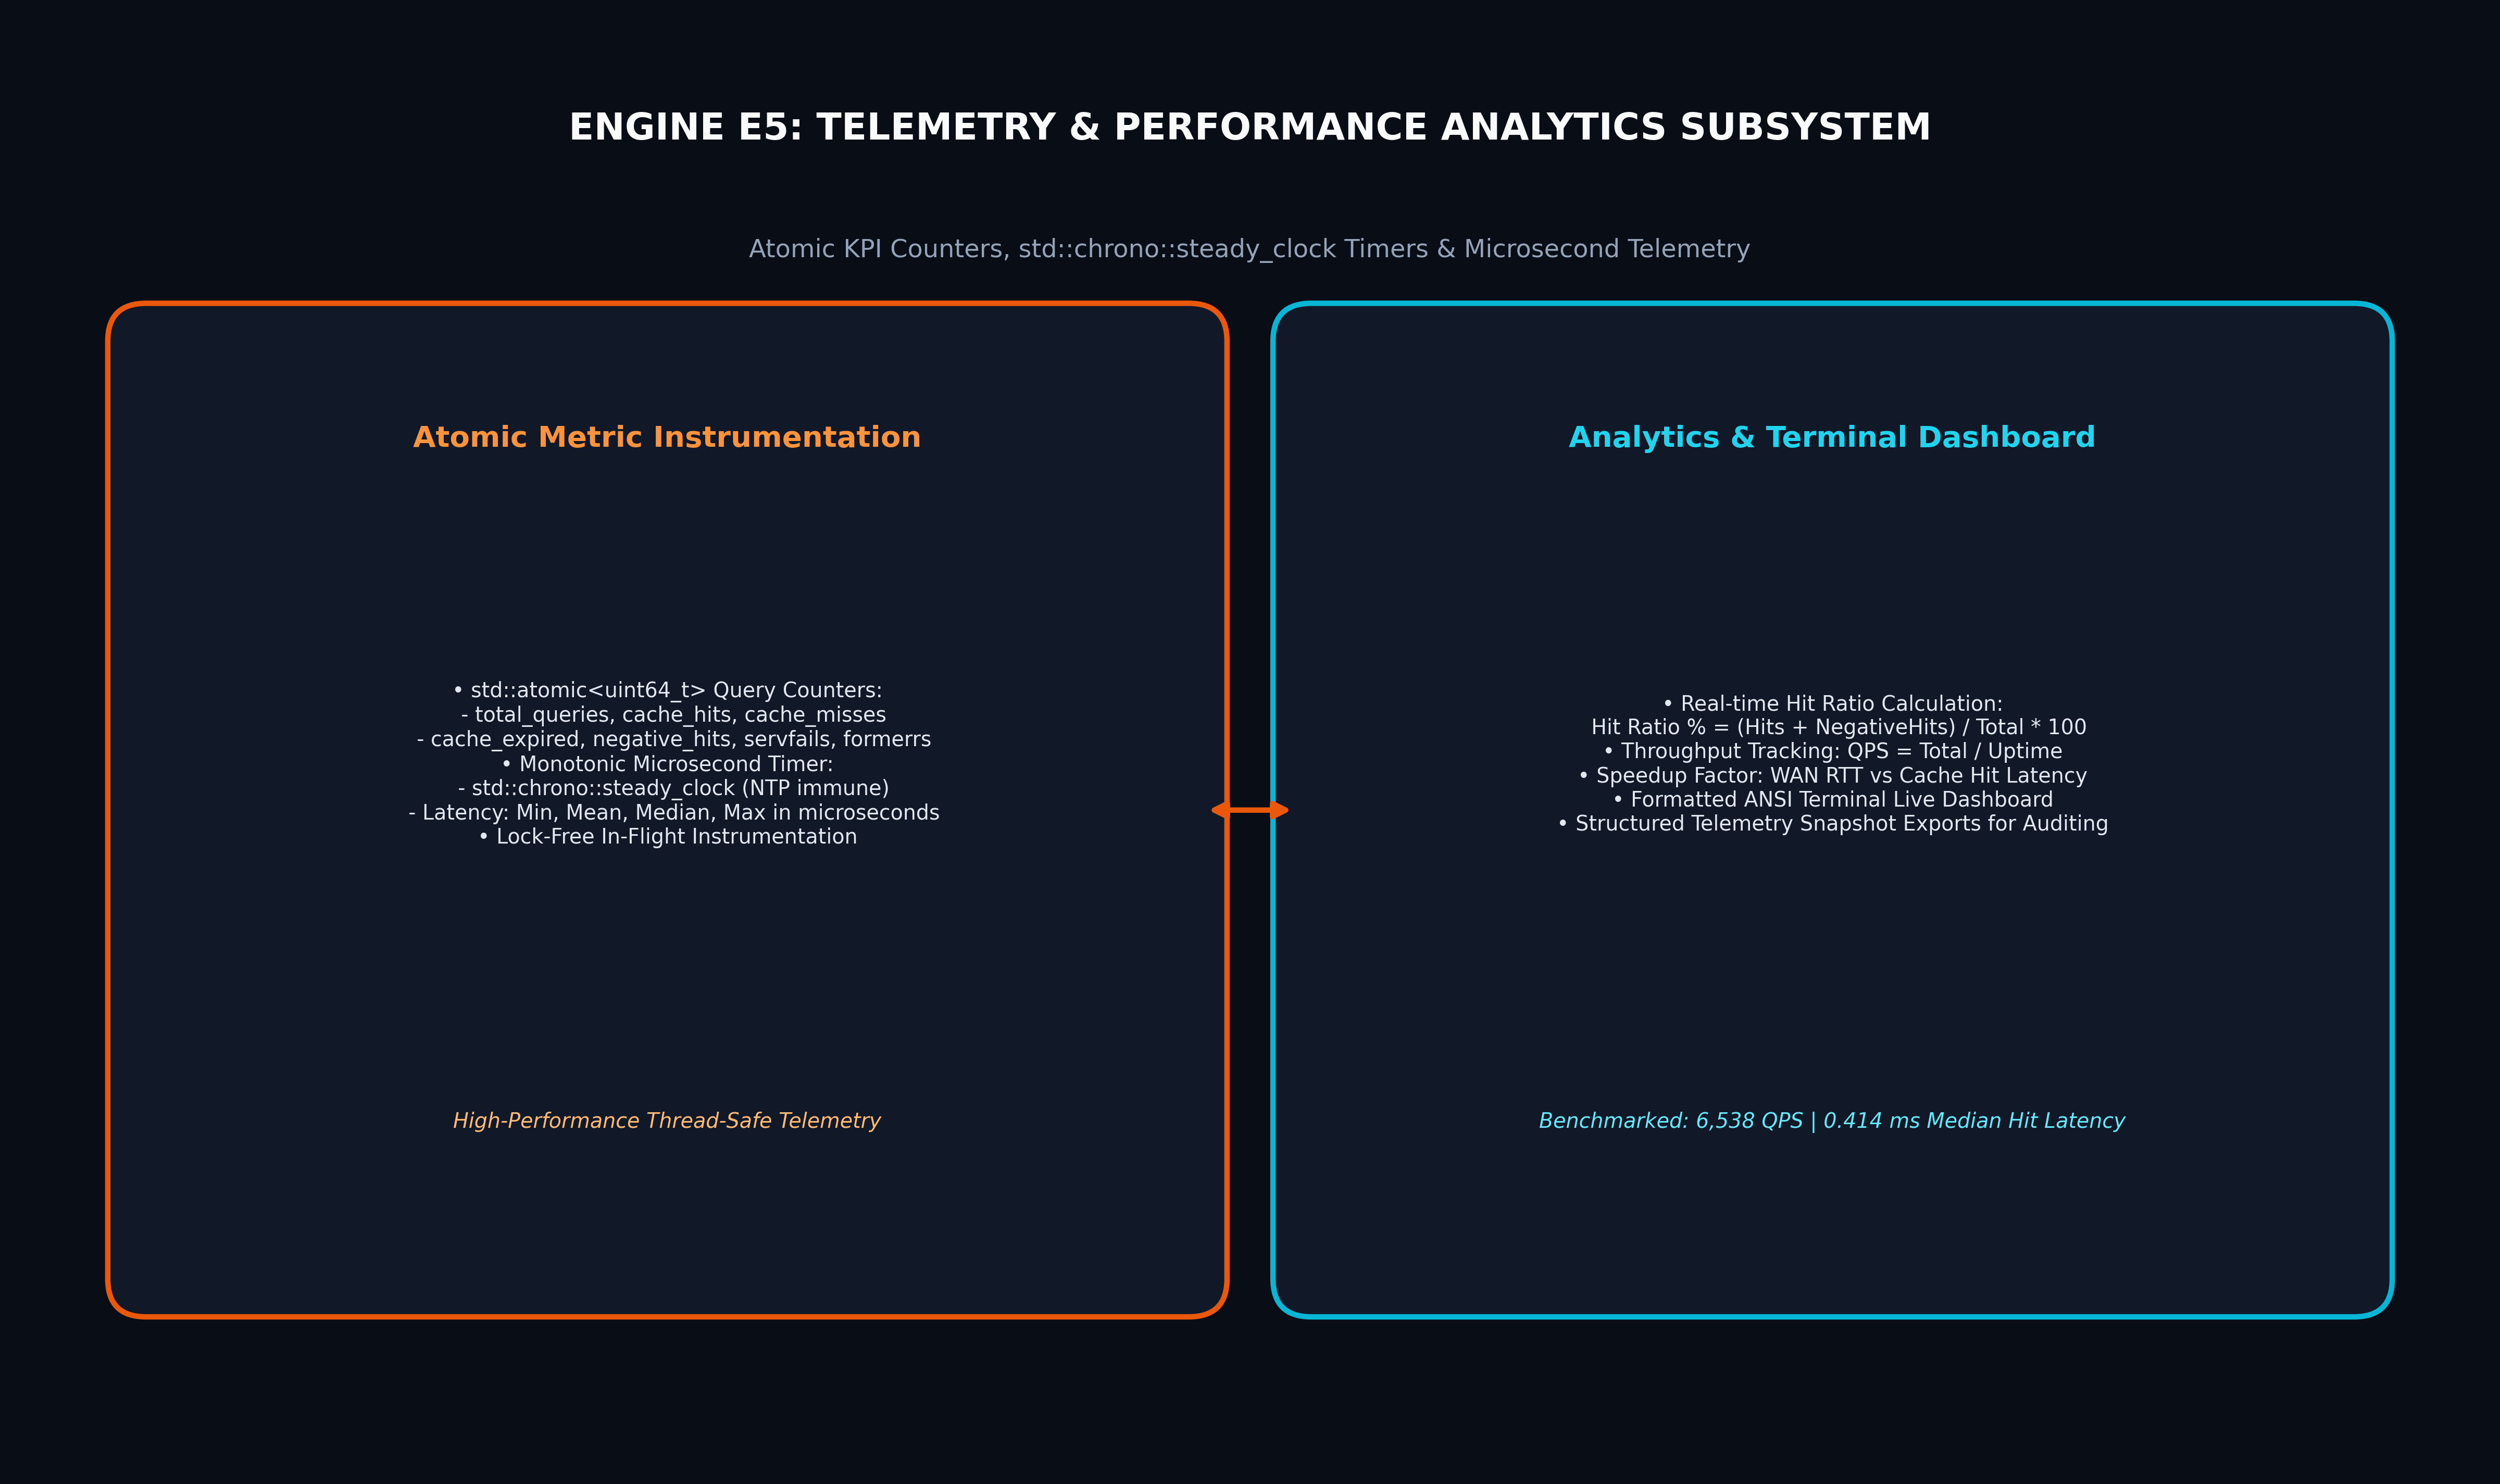 ENGINE E5: TELEMETRY & PERFORMANCE ANALYTICS SUBSYSTEM
Atomic KPI Counters, std::chrono::steady_clock Timers & Microsecond Telemetry
Atomic Metric Instrumentation
• std::atomic<uint64_t> Query Counters:
- total_queries, cache_hits, cache_misses
- cache_expired, negative_hits, servfails, formerrs
• Monotonic Microsecond Timer:
- std::chrono::steady_clock (NTP immune)
- Latency: Min, Mean, Median, Max in microseconds
• Lock-Free In-Flight Instrumentation
High-Performance Thread-Safe Telemetry
Analytics & Terminal Dashboard
• Real-time Hit Ratio Calculation:
Hit Ratio % = (Hits + NegativeHits) / Total * 100
• Throughput Tracking: QPS = Total / Uptime
• Speedup Factor: WAN RTT vs Cache Hit Latency
• Formatted ANSI Terminal Live Dashboard
• Structured Telemetry Snapshot Exports for Auditing
Benchmarked: 6,538 QPS | 0.414 ms Median Hit Latency